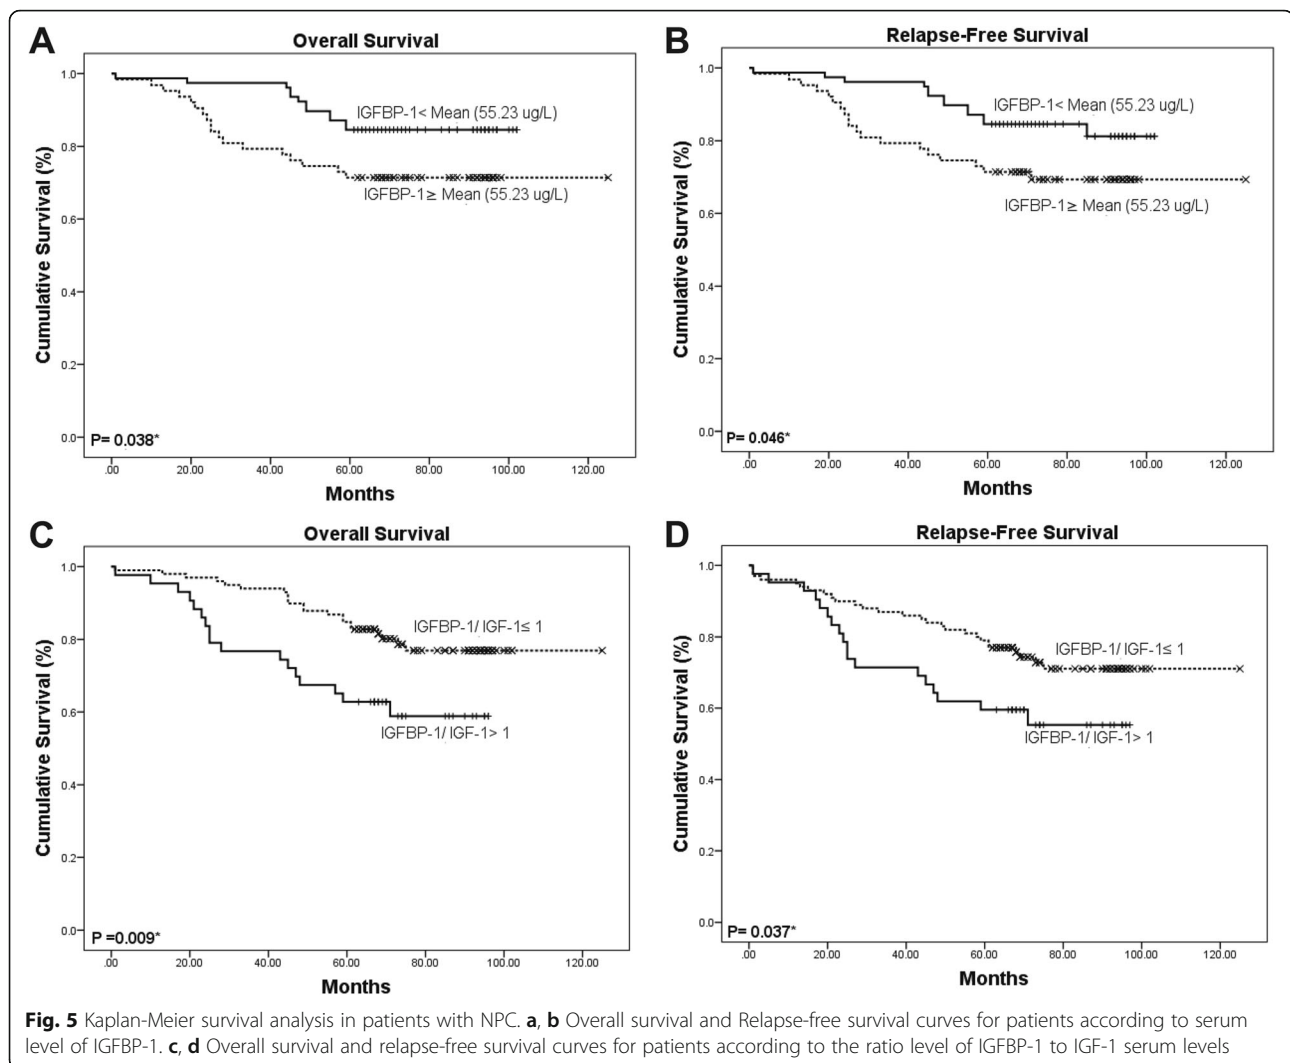 A
Overall Survival
1.0
0.8
0.6
0.4
0.2
0.0
Cumulative Survival (%)
IGFBP-1< Mean (55.23 ug/L)
IGFBP-1≥ Mean (55.23 ug/L)
P= 0.038*
.00 20.00 40.00 60.00 80.00 100.00 120.00
Months
B
Relapse-Free Survival
1.0
0.8
0.6
0.4
0.2
0.0
Cumulative Survival (%)
IGFBP-1< Mean (55.23 ug/L)
IGFBP-1≥ Mean (55.23 ug/L)
P= 0.046*
.00 20.00 40.00 60.00 80.00 100.00 120.00
Months
C
Overall Survival
1.0
0.8
0.6
0.4
0.2
0.0
Cumulative Survival (%)
IGFBP-1/ IGF-1≤ 1
IGFBP-1/ IGF-1> 1
P =0.009*
.00 20.00 40.00 60.00 80.00 100.00 120.00
Months
D
Relapse-Free Survival
1.0
0.8
0.6
0.4
0.2
0.0
Cumulative Survival (%)
IGFBP-1/ IGF-1≤ 1
IGFBP-1/ IGF-1> 1
P= 0.037*
.00 20.00 40.00 60.00 80.00 100.00 120.00
Months
Fig. 5 Kaplan-Meier survival analysis in patients with NPC. a, b Overall survival and Relapse-free survival curves for patients according to serum
level of IGFBP-1. c, d Overall survival and relapse-free survival curves for patients according to the ratio level of IGFBP-1 to IGF-1 serum levels